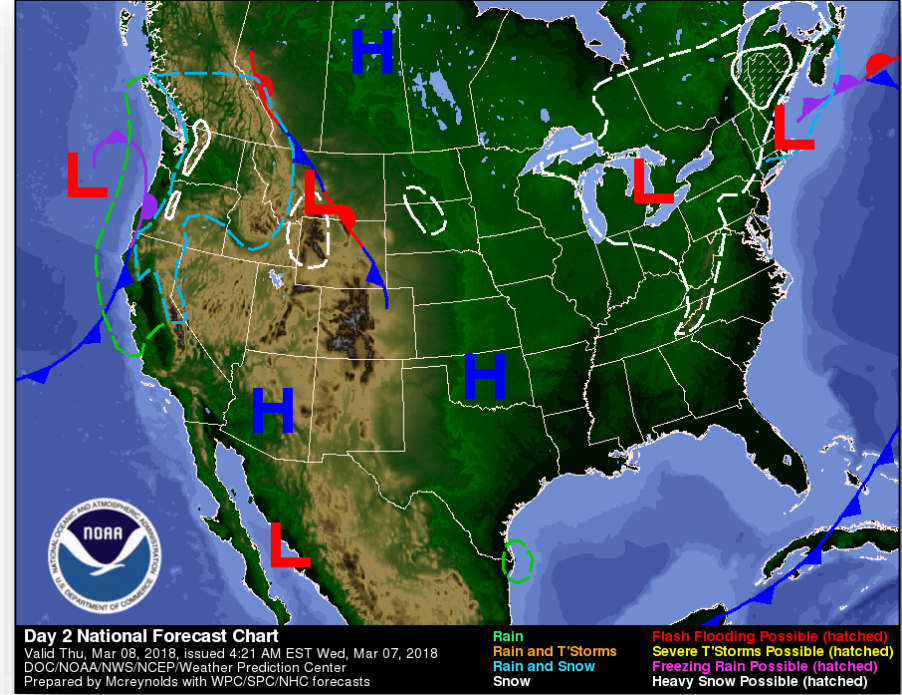 H
L
L
L
L
H
H
L
NATIONAL OCEANIC AND ATMOSPHERIC ADMINISTRATION
NOAA
U.S. DEPARTMENT OF COMMERCE
Day 2 National Forecast Chart
Valid Thu, Mar 08, 2018, issued 4:21 AM EST Wed, Mar 07, 2018
DOC/NOAA/NWS/NCEP/Weather Prediction Center
Prepared by Mcreynolds with WPC/SPC/NHC forecasts
Rain
Rain and T'Storms
Rain and Snow
Snow
Flash Flooding Possible (hatched)
Severe T'Storms Possible (hatched)
Freezing Rain Possible (hatched)
Heavy Snow Possible (hatched)